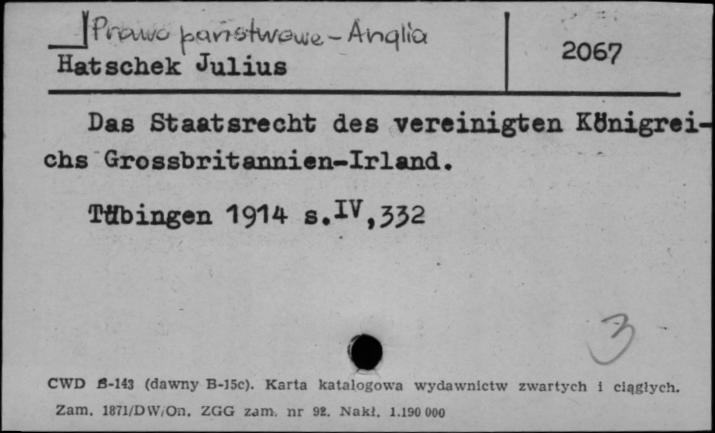 Prawo państwowe - Anglia
2067
Hatschek Julius
Das Staatsrecht des vereinigten Königrei-
chs Grossbritannien-Irland.
Tübingen 1914 s.IV,332
3
CWD B-143 (dawny B-15c). Karta katalogowa wydawnictw zwartych i ciągłych.
Zam. 1871/DW/On. ZGG zam. nr 92. Nakł. 1.190 000